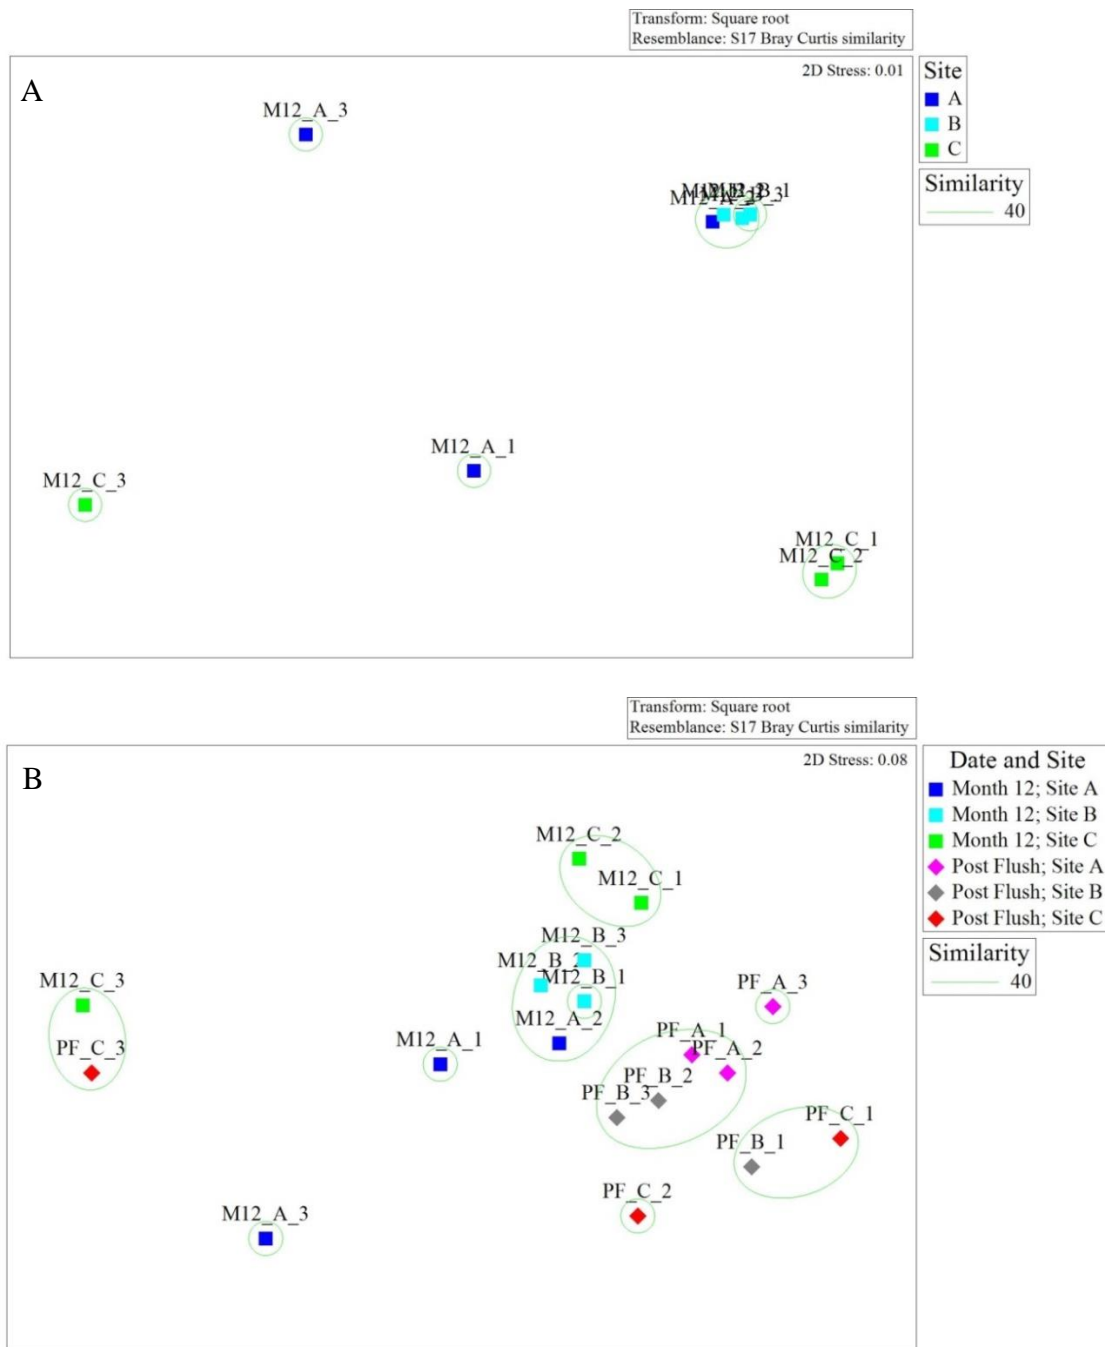 Transform: Square root
Resemblance: S17 Bray Curtis similarity
A
2D Stress: 0.01
Site
A
B
C
Similarity
40
M12_A_3
M12_A_1
M12_C_3
M12_C_1
M12_C_2
Transform: Square root
Resemblance: S17 Bray Curtis similarity
B
2D Stress: 0.08
Date and Site
Month 12; Site A
Month 12; Site B
Month 12; Site C
Post Flush; Site A
Post Flush; Site B
Post Flush; Site C
Similarity
40
M12_C_2
M12_C_1
M12_B_3
M12_B_2
M12_B_1
M12_C_3
PF_A_3
M12_A_2
PF_A_1
M12_A_1
PF_C_3
PF_A_2
PF_B_2
PF_B_3
PF_C_1
PF_B_1
PF_C_2
M12_A_3